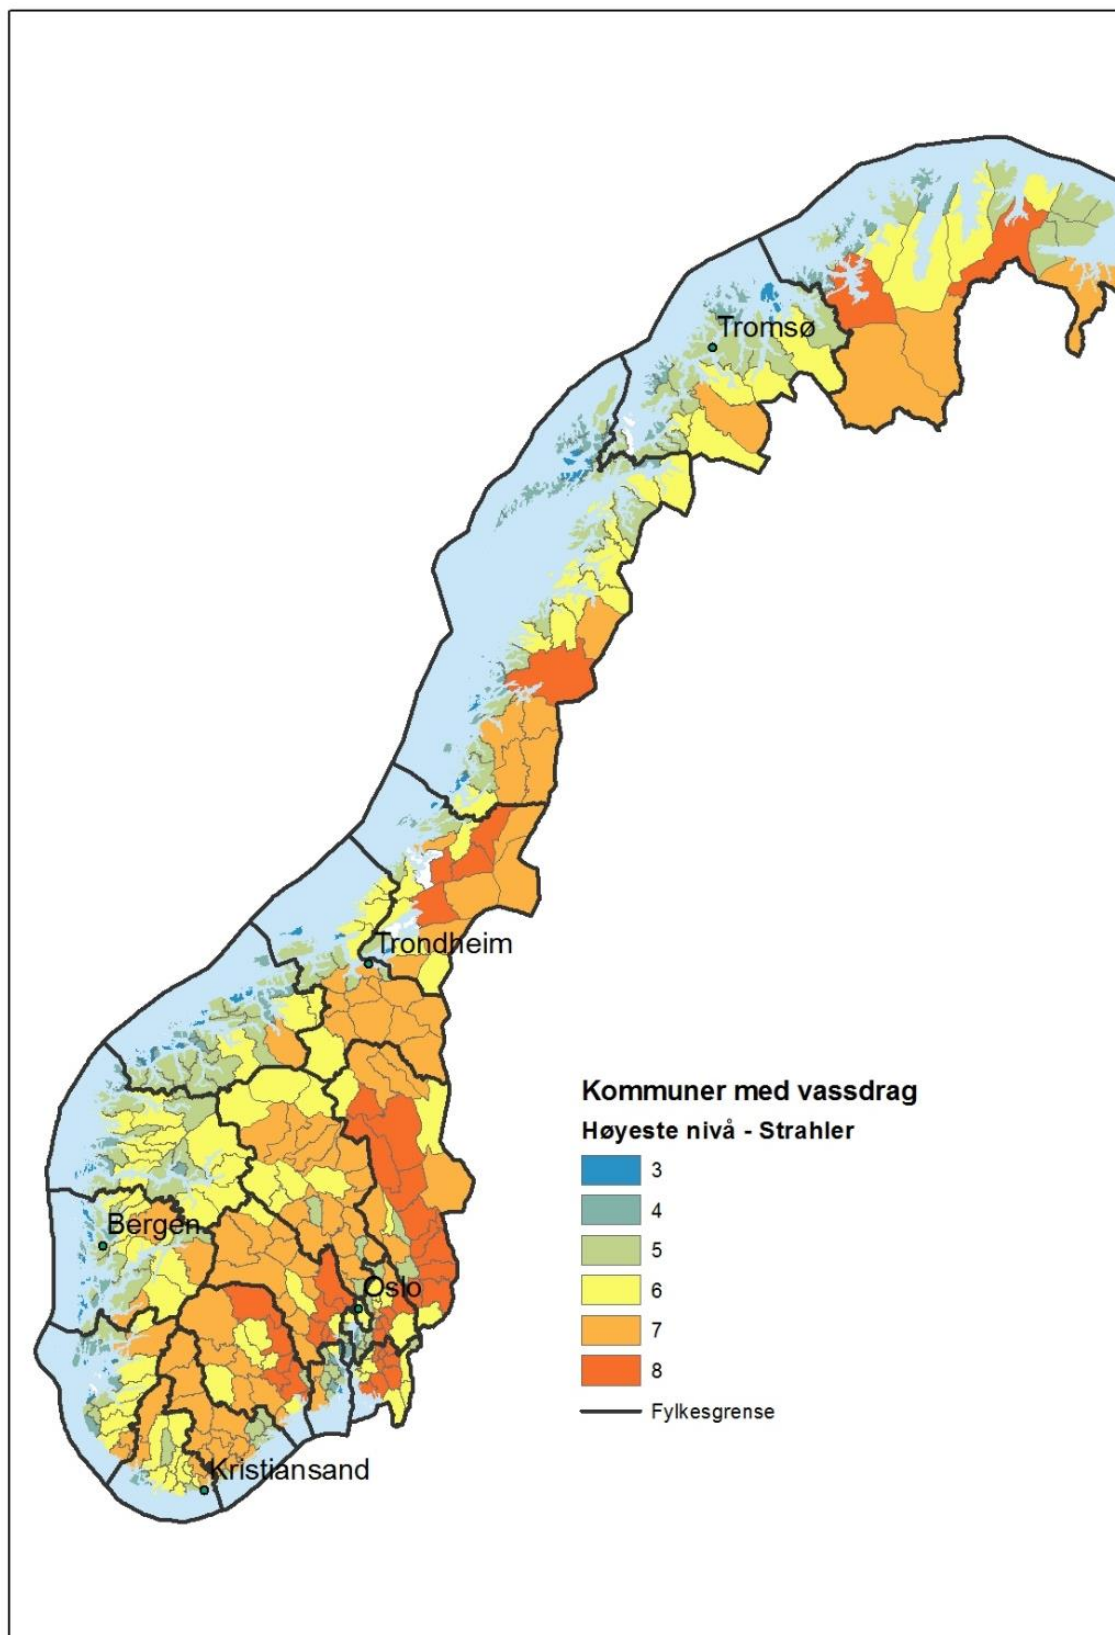 Tromsø
Trondheim
Bergen
Oslo
Kristiansand
Kommuner med vassdrag
Høyeste nivå - Strahler
3
4
5
6
7
8
Fylkesgrense